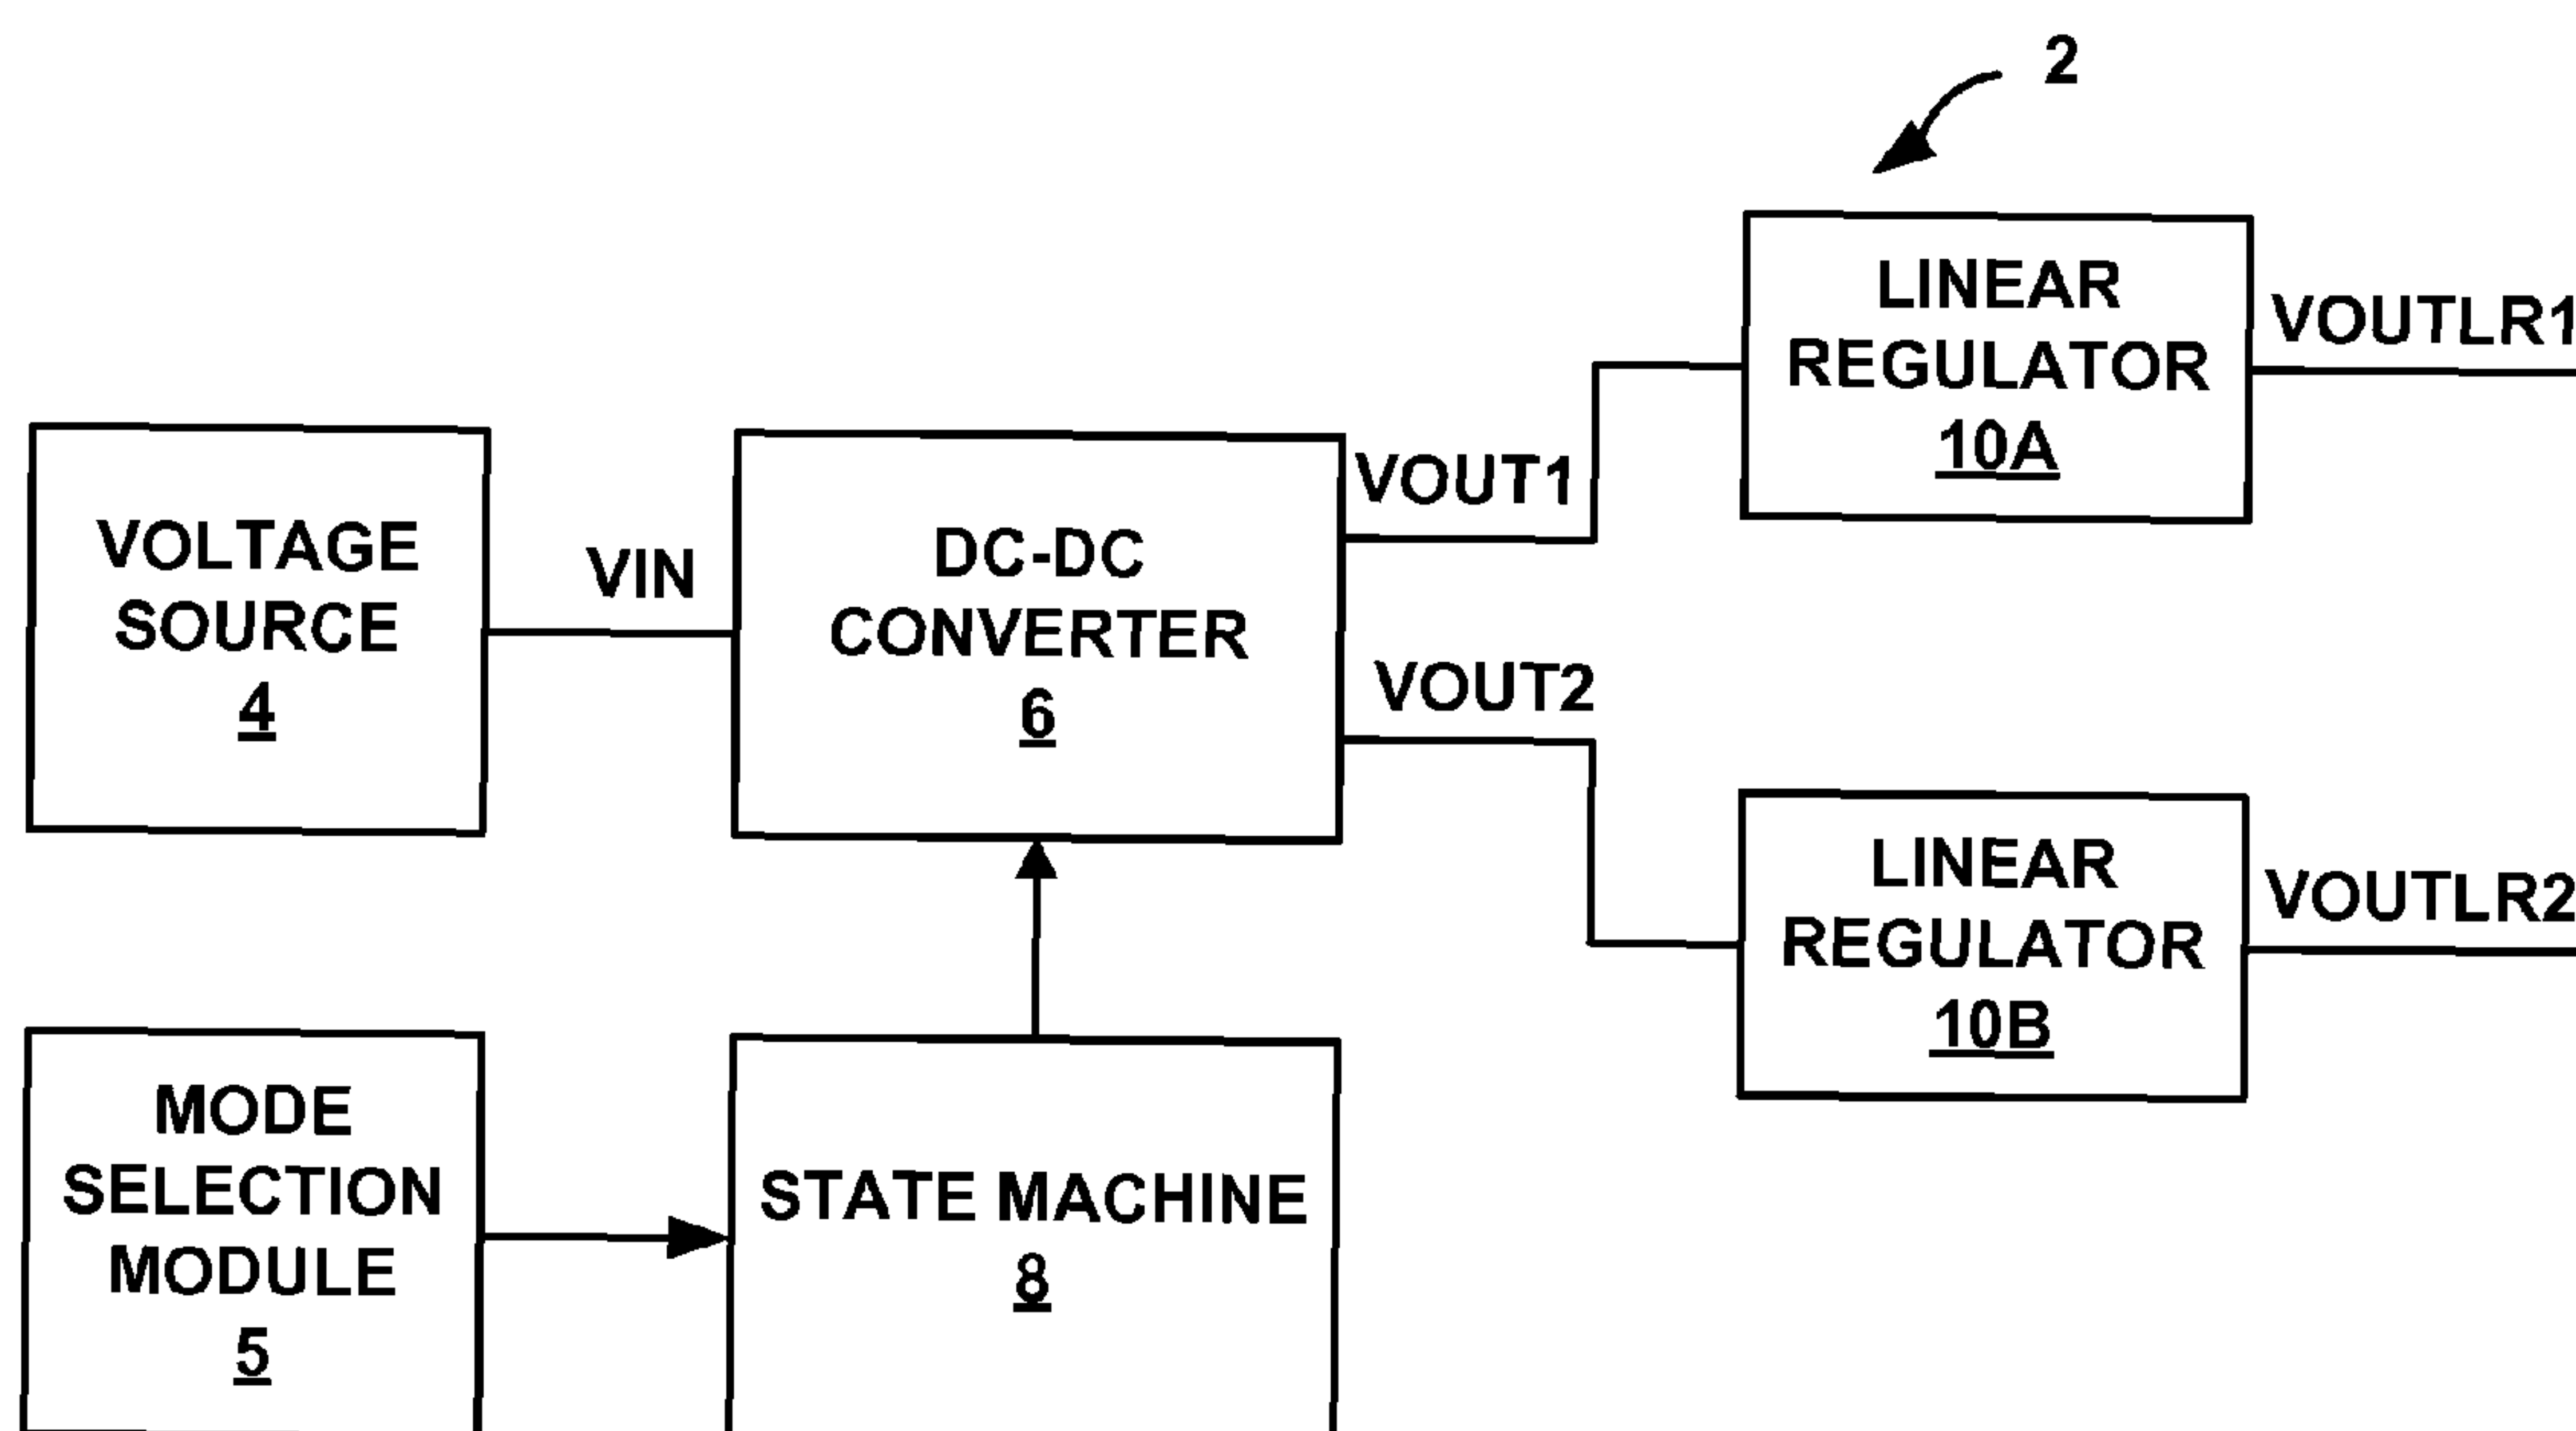 2
LINEAR
REGULATOR
10A
VOUTLR1
VOLTAGE
SOURCE
4
VIN
DC-DC
CONVERTER
6
VOUT1
VOUT2
LINEAR
REGULATOR
10B
VOUTLR2
MODE
SELECTION
MODULE
5
STATE MACHINE
8